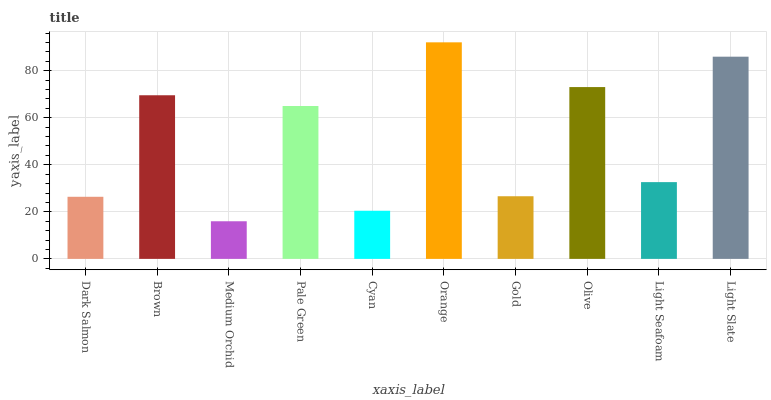 title
80
60
40
20
0
yaxis_label
Dark Salmon
Brown
Medium Orchid
Pale Green
Cyan
Orange
Gold
Olive
Light Seafoam
Light Slate
xaxis_label